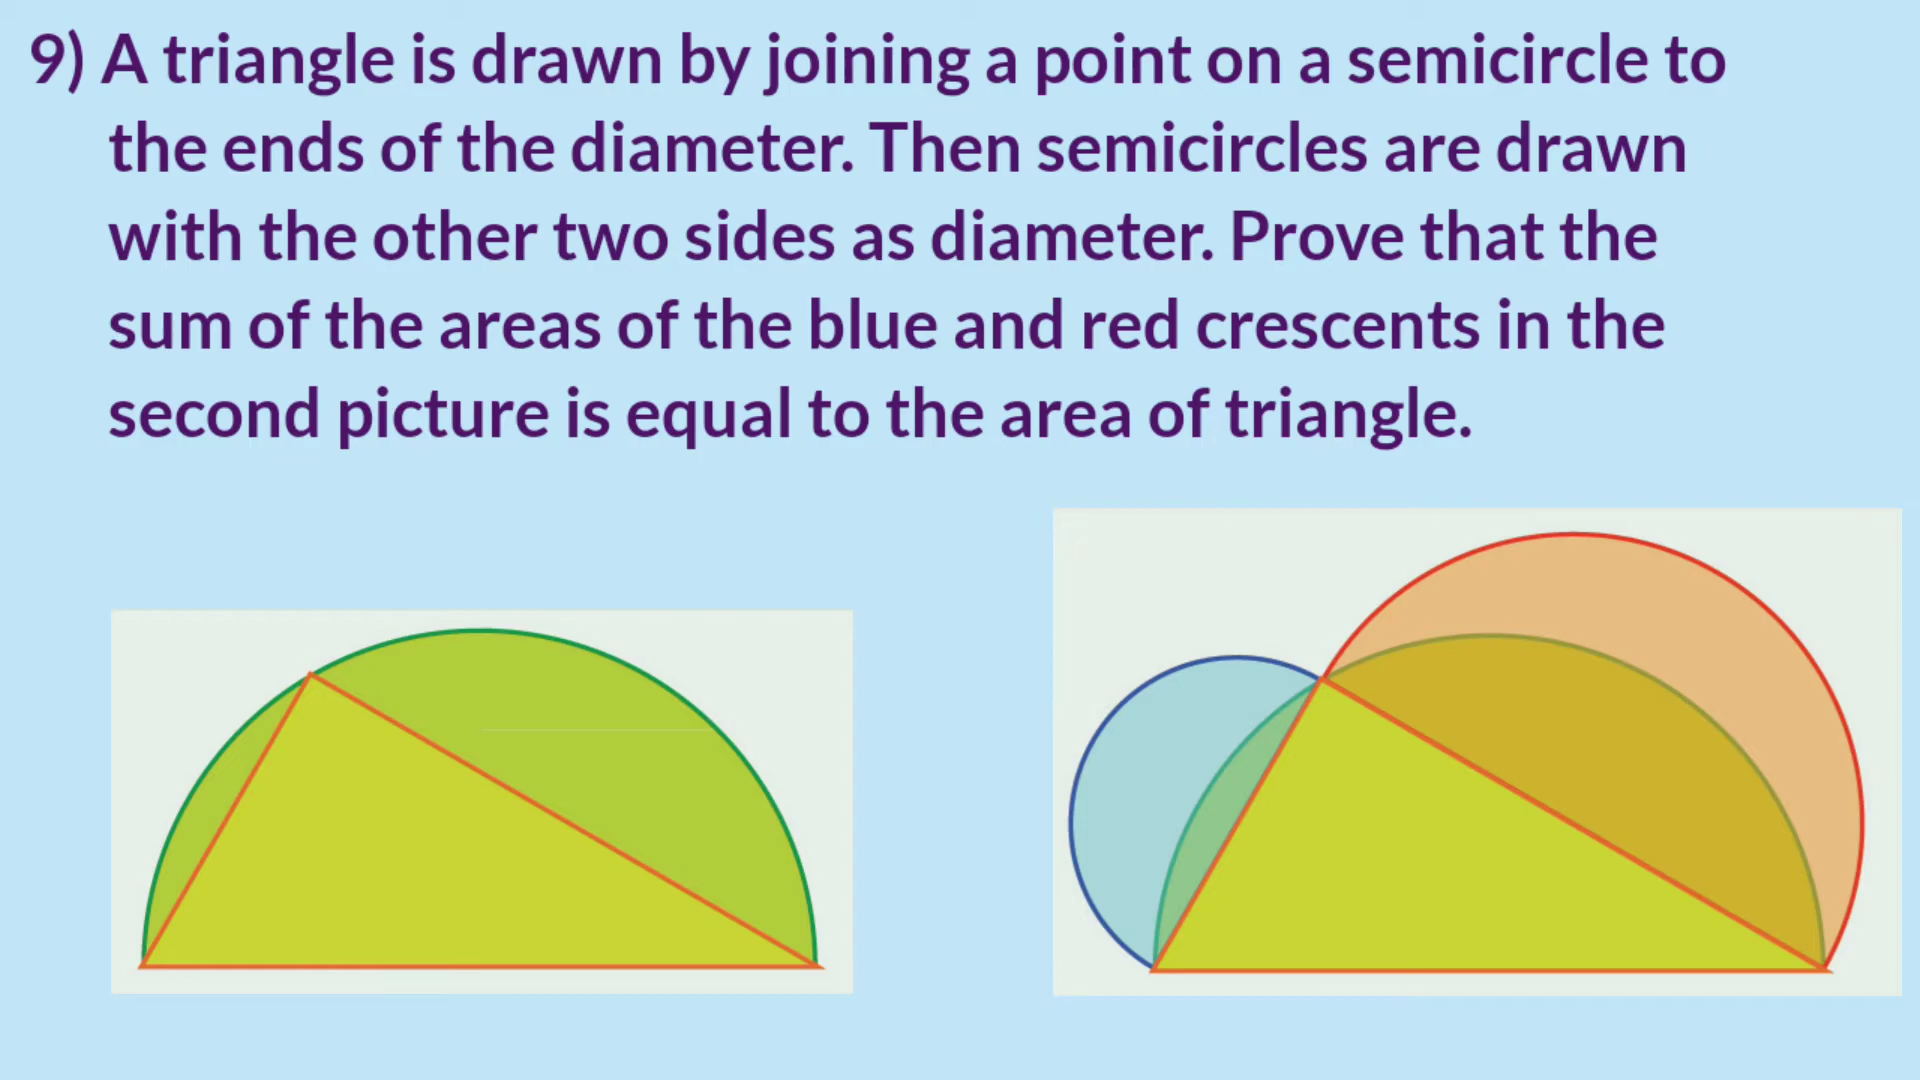 9) A triangle is drawn by joining a point on a semicircle to
the ends of the diameter. Then semicircles are drawn
with the other two sides as diameter. Prove that the
sum of the areas of the blue and red crescents in the
second picture is equal to the area of triangle.